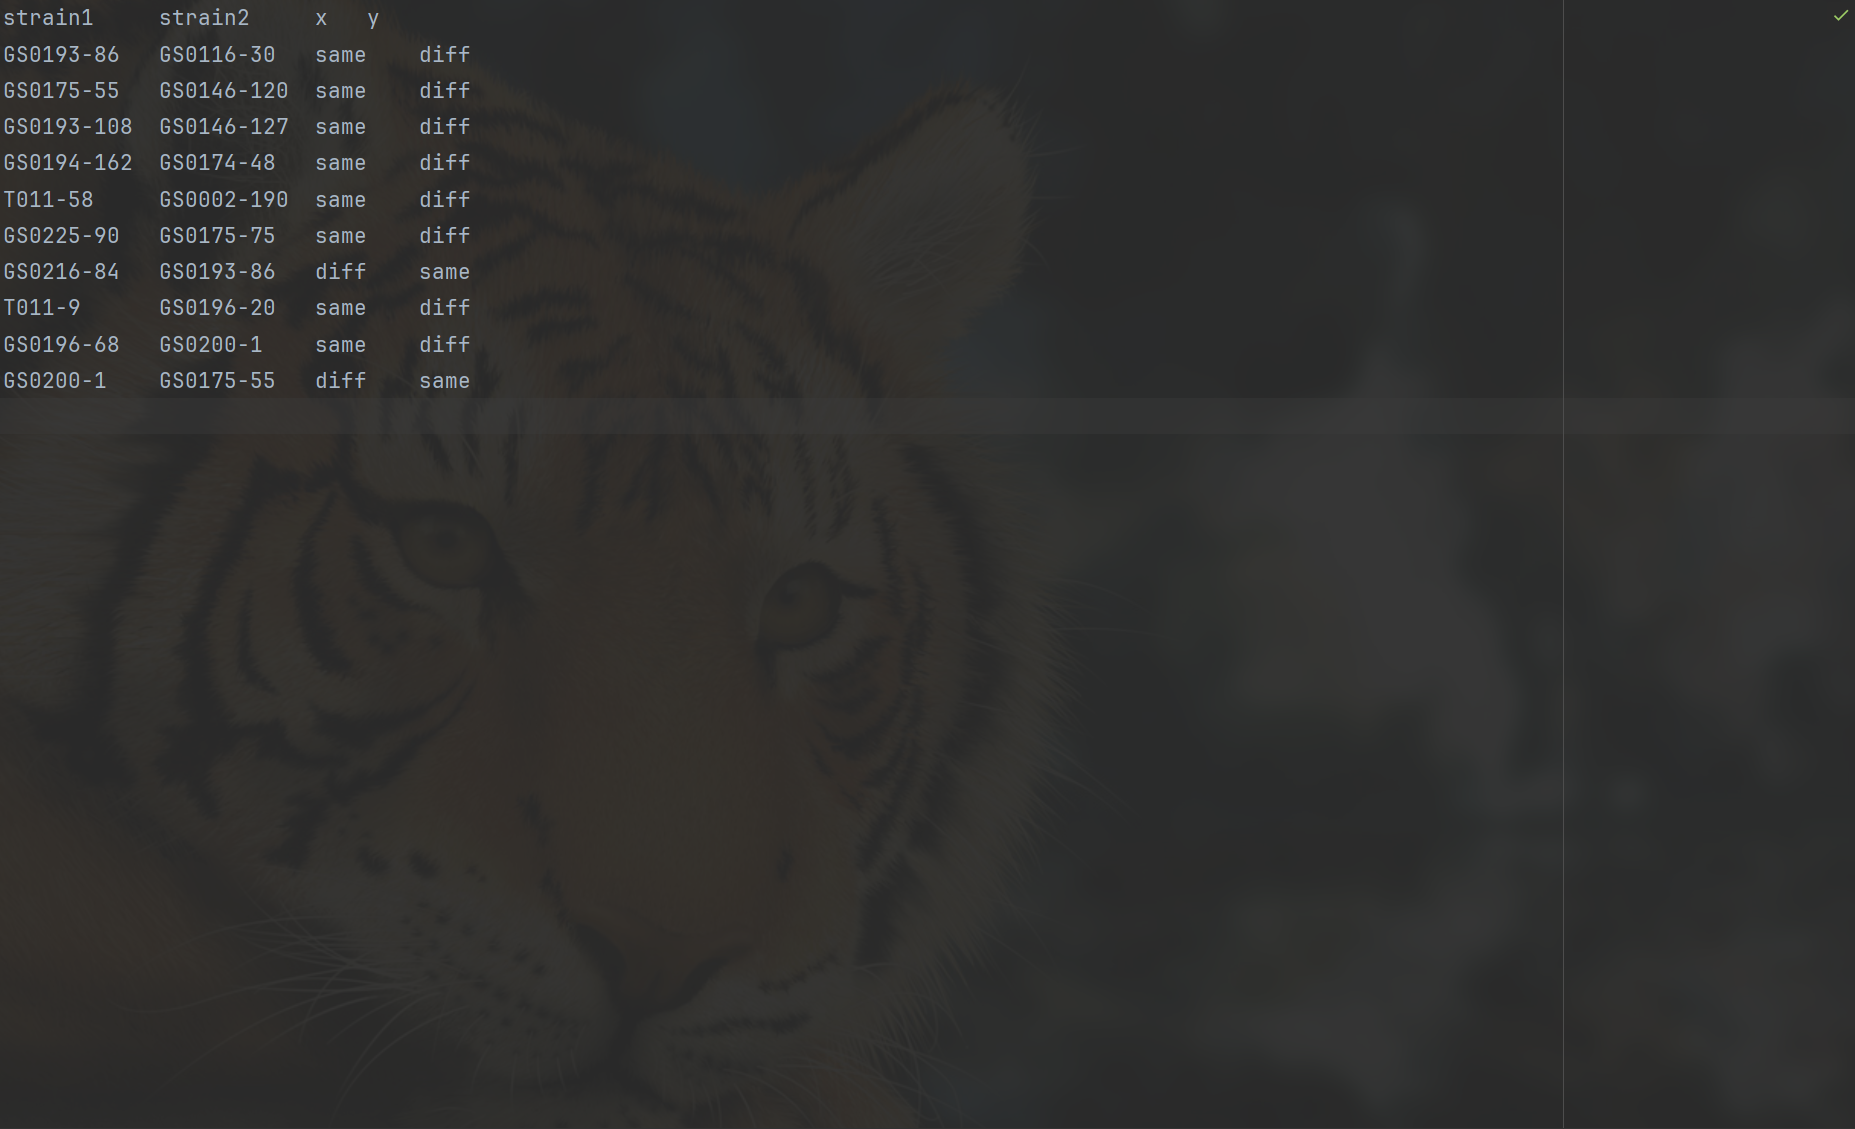 strain1 strain2 x y
GS0193-86 GS0116-30 same diff
GS0175-55 GS0146-120 same diff
GS0193-108 GS0146-127 same diff
GS0194-162 GS0174-48 same diff
T011-58 GS0002-190 same diff
GS0225-90 GS0175-75 same diff
GS0216-84 GS0193-86 diff same
T011-9 GS0196-20 same diff
GS0196-68 GS0200-1 same diff
GS0200-1 GS0175-55 diff same